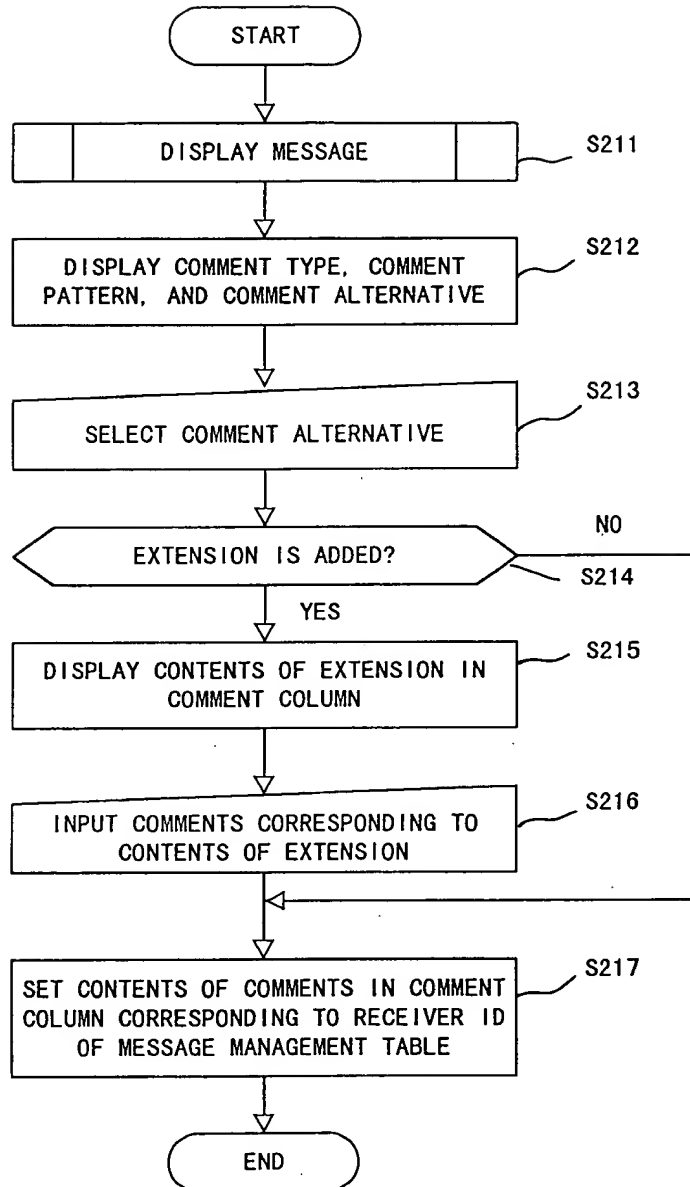 START
DISPLAY MESSAGE
S211
DISPLAY COMMENT TYPE, COMMENT
PATTERN, AND COMMENT ALTERNATIVE
S212
SELECT COMMENT ALTERNATIVE
S213
EXTENSION IS ADDED?
NO
S214
YES
DISPLAY CONTENTS OF EXTENSION IN
COMMENT COLUMN
S215
INPUT COMMENTS CORRESPONDING TO
CONTENTS OF EXTENSION
S216
SET CONTENTS OF COMMENTS IN COMMENT
COLUMN CORRESPONDING TO RECEIVER ID
OF MESSAGE MANAGEMENT TABLE
S217
END